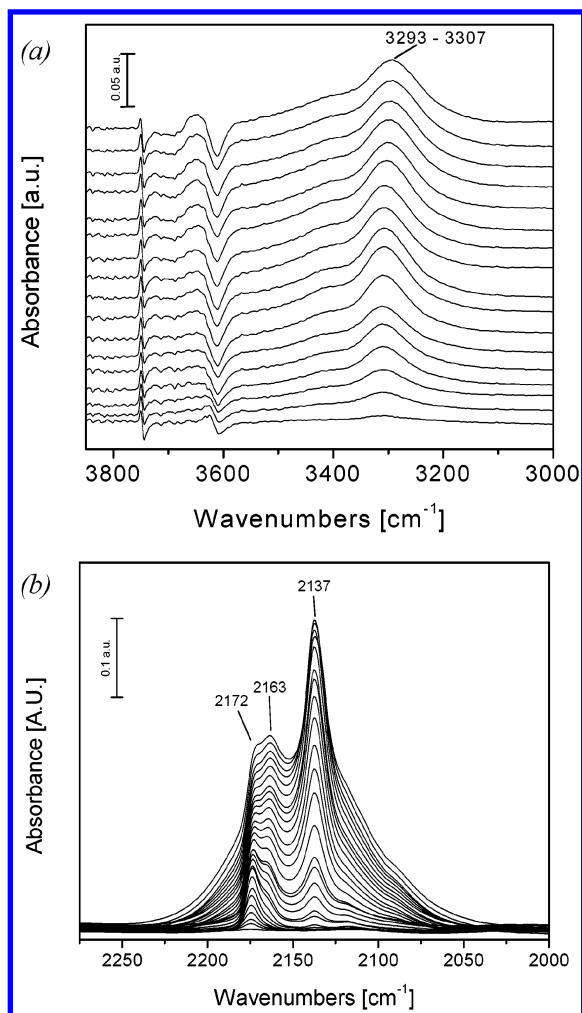 (a)
3293 - 3307
0.05 a.u.
Absorbance [a.u.]
3800 3600 3400 3200 3000
Wavenumbers [cm⁻¹]
(b)
2137
0.1 a.u.
2163
2172
Absorbance [A.U.]
2250 2200 2150 2100 2050 2000
Wavenumbers [cm⁻¹]